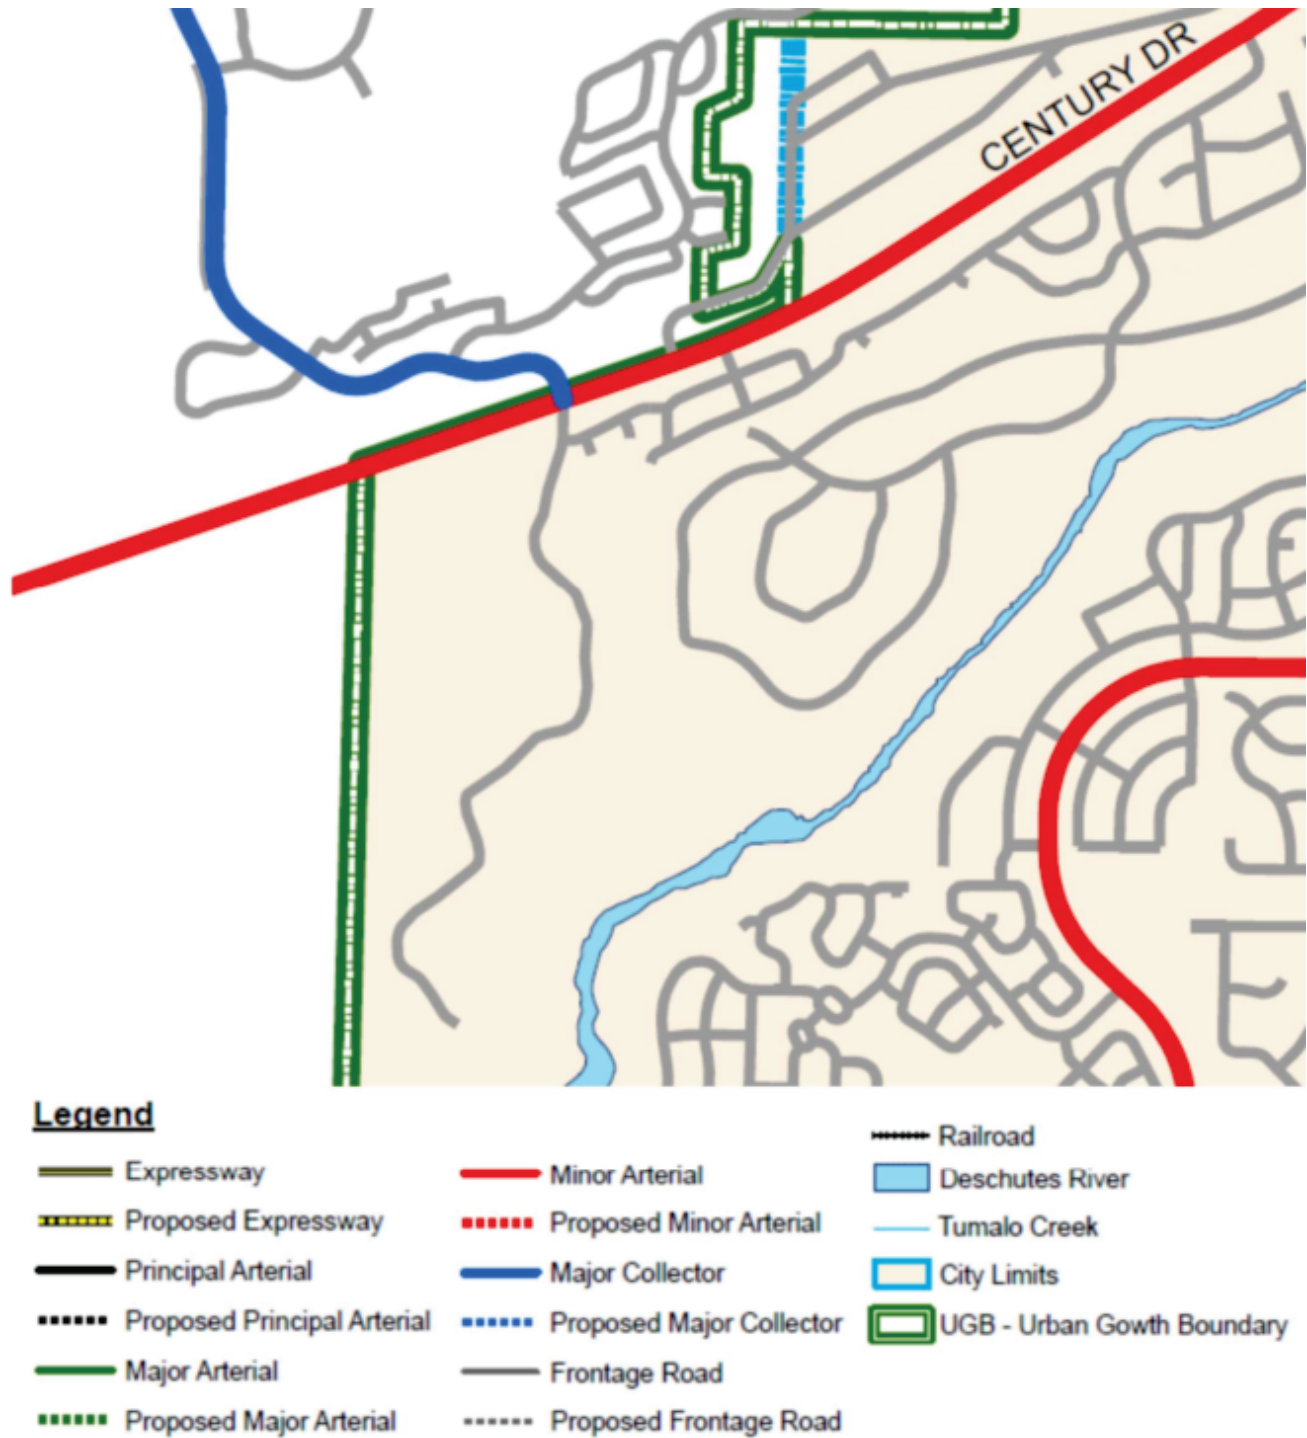 CENTURY DR
Legend
Expressway
Proposed Expressway
Principal Arterial
Proposed Principal Arterial
Major Arterial
Proposed Major Arterial
Minor Arterial
Proposed Minor Arterial
Major Collector
Proposed Major Collector
Frontage Road
Proposed Frontage Road
Railroad
Deschutes River
Tumalo Creek
City Limits
UGB - Urban Gowth Boundary